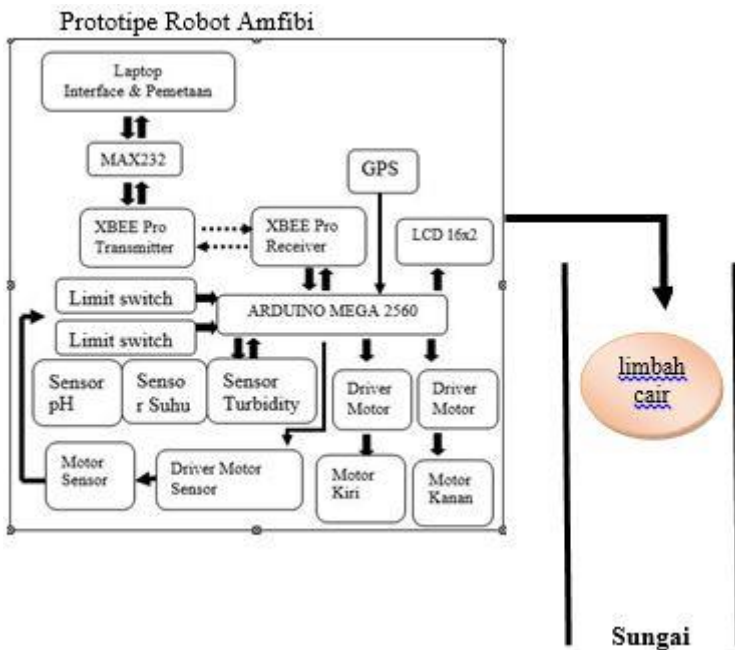 Prototipe Robot Amfibi
Laptop
Interface & Pemetaan
MAX232
GPS
XBEE Pro
Transmitter
XBEE Pro
Receiver
LCD 16x2
Limit switch
ARDUINO MEGA 2560
Limit switch
Sensor
pH
Senso
r Suhu
Sensor
Turbidity
Driver
Motor
Driver
Motor
Motor
Sensor
Driver Motor
Sensor
Motor
Kiri
Motor
Kanan
limbah
cair
Sungai